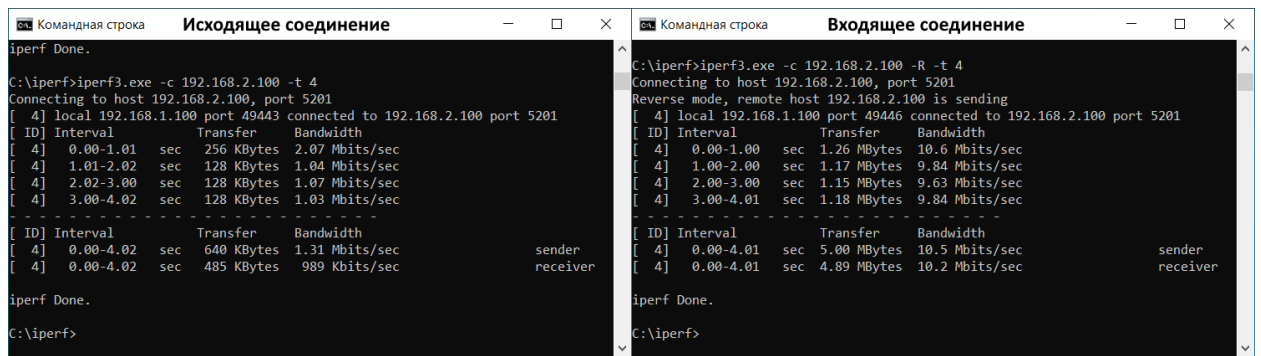 Командная строка Исходящее соединение
iperf Done.
C:\iperf>iperf3.exe -c 192.168.2.100 -t 4
Connecting to host 192.168.2.100, port 5201
[  4] local 192.168.1.100 port 49443 connected to 192.168.2.100 port 5201
[ ID] Interval           Transfer     Bandwidth
[  4]   0.00-1.01   sec   256 KBytes  2.07 Mbits/sec
[  4]   1.01-2.02   sec   128 KBytes  1.04 Mbits/sec
[  4]   2.02-3.00   sec   128 KBytes  1.07 Mbits/sec
[  4]   3.00-4.02   sec   128 KBytes  1.03 Mbits/sec
- - - - - - - - - - - - - - - - - - - - - - - - -
[ ID] Interval           Transfer     Bandwidth
[  4]   0.00-4.02   sec   640 KBytes  1.31 Mbits/sec                  sender
[  4]   0.00-4.02   sec   485 KBytes   989 Kbits/sec                  receiver
iperf Done.
C:\iperf>
Командная строка Входящее соединение
C:\iperf>iperf3.exe -c 192.168.2.100 -R -t 4
Connecting to host 192.168.2.100, port 5201
Reverse mode, remote host 192.168.2.100 is sending
[  4] local 192.168.1.100 port 49446 connected to 192.168.2.100 port 5201
[ ID] Interval           Transfer     Bandwidth
[  4]   0.00-1.00   sec  1.26 MBytes  10.6 Mbits/sec
[  4]   1.00-2.00   sec  1.17 MBytes  9.84 Mbits/sec
[  4]   2.00-3.00   sec  1.15 MBytes  9.63 Mbits/sec
[  4]   3.00-4.01   sec  1.18 MBytes  9.84 Mbits/sec
- - - - - - - - - - - - - - - - - - - - - - - - -
[ ID] Interval           Transfer     Bandwidth
[  4]   0.00-4.01   sec  5.00 MBytes  10.5 Mbits/sec                  sender
[  4]   0.00-4.01   sec  4.89 MBytes  10.2 Mbits/sec                  receiver
iperf Done.
C:\iperf>